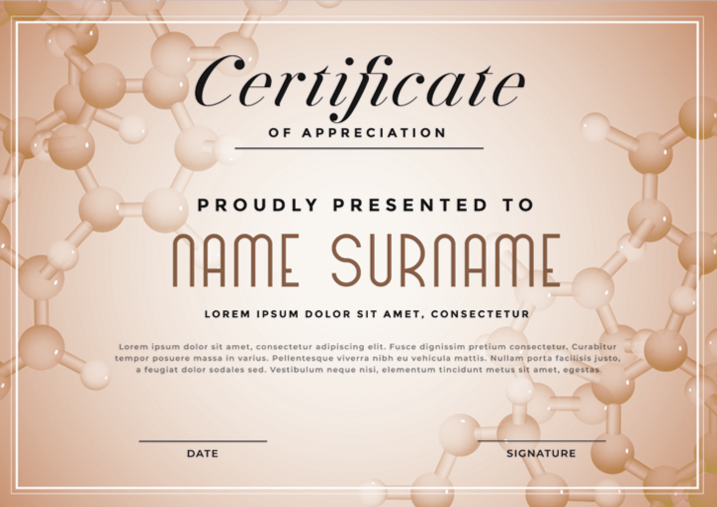 Certificate
OF APPRECIATION
PROUDLY PRESENTED TO
NAME SURNAME
LOREM IPSUM DOLOR SIT AMET, CONSECTETUR
Lorem ipsum dolor sit amet, consectetur adipiscing elit. Fusce dignissim pretium consectetur. Curabitur
tempor posuere massa in varius. Pellentesque viverra nibh eu vehicula mattis. Nullam porta facilisis justo,
a feugiat dolor sodales sed. Vestibulum neque nisi, elementum tincidunt metus sit amet, egestas
DATE
SIGNATURE